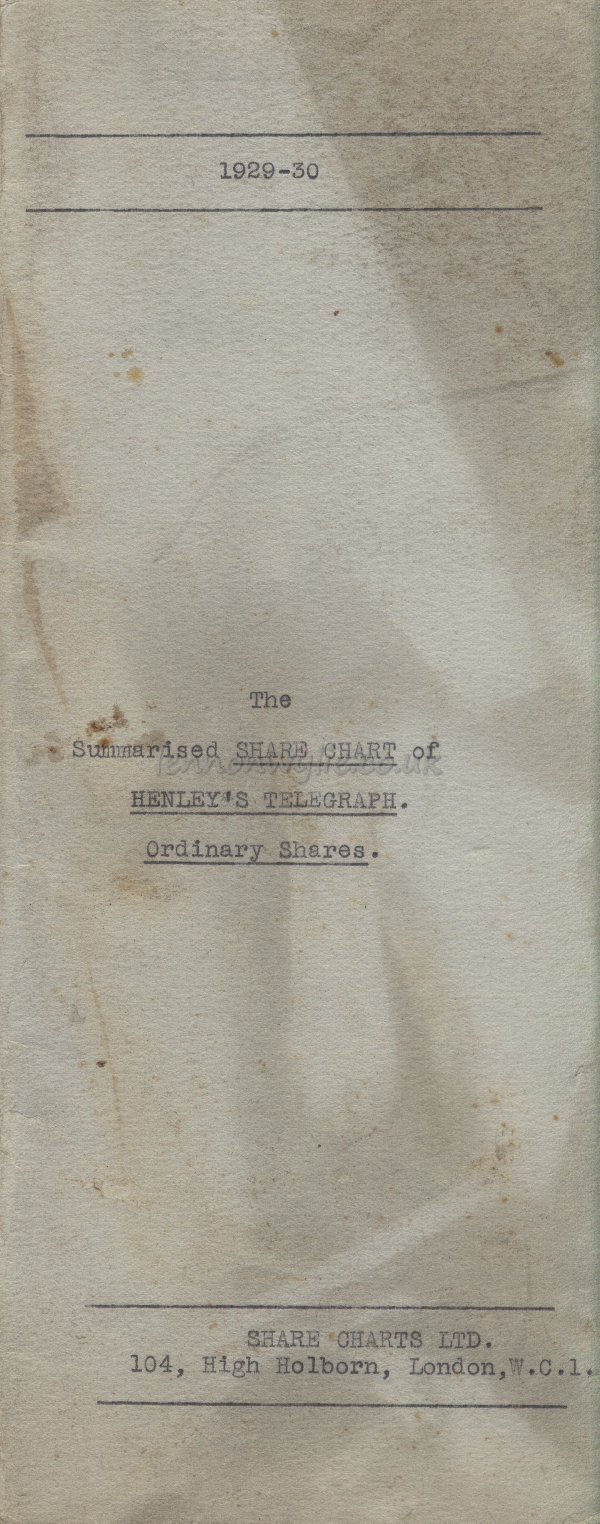 1929-30
The
Summarised SHARE CHART of
HENLEY'S TELEGRAPH.
Ordinary Shares.
SHARE CHARTS LTD.
104, High Holborn, London,W.C.1.